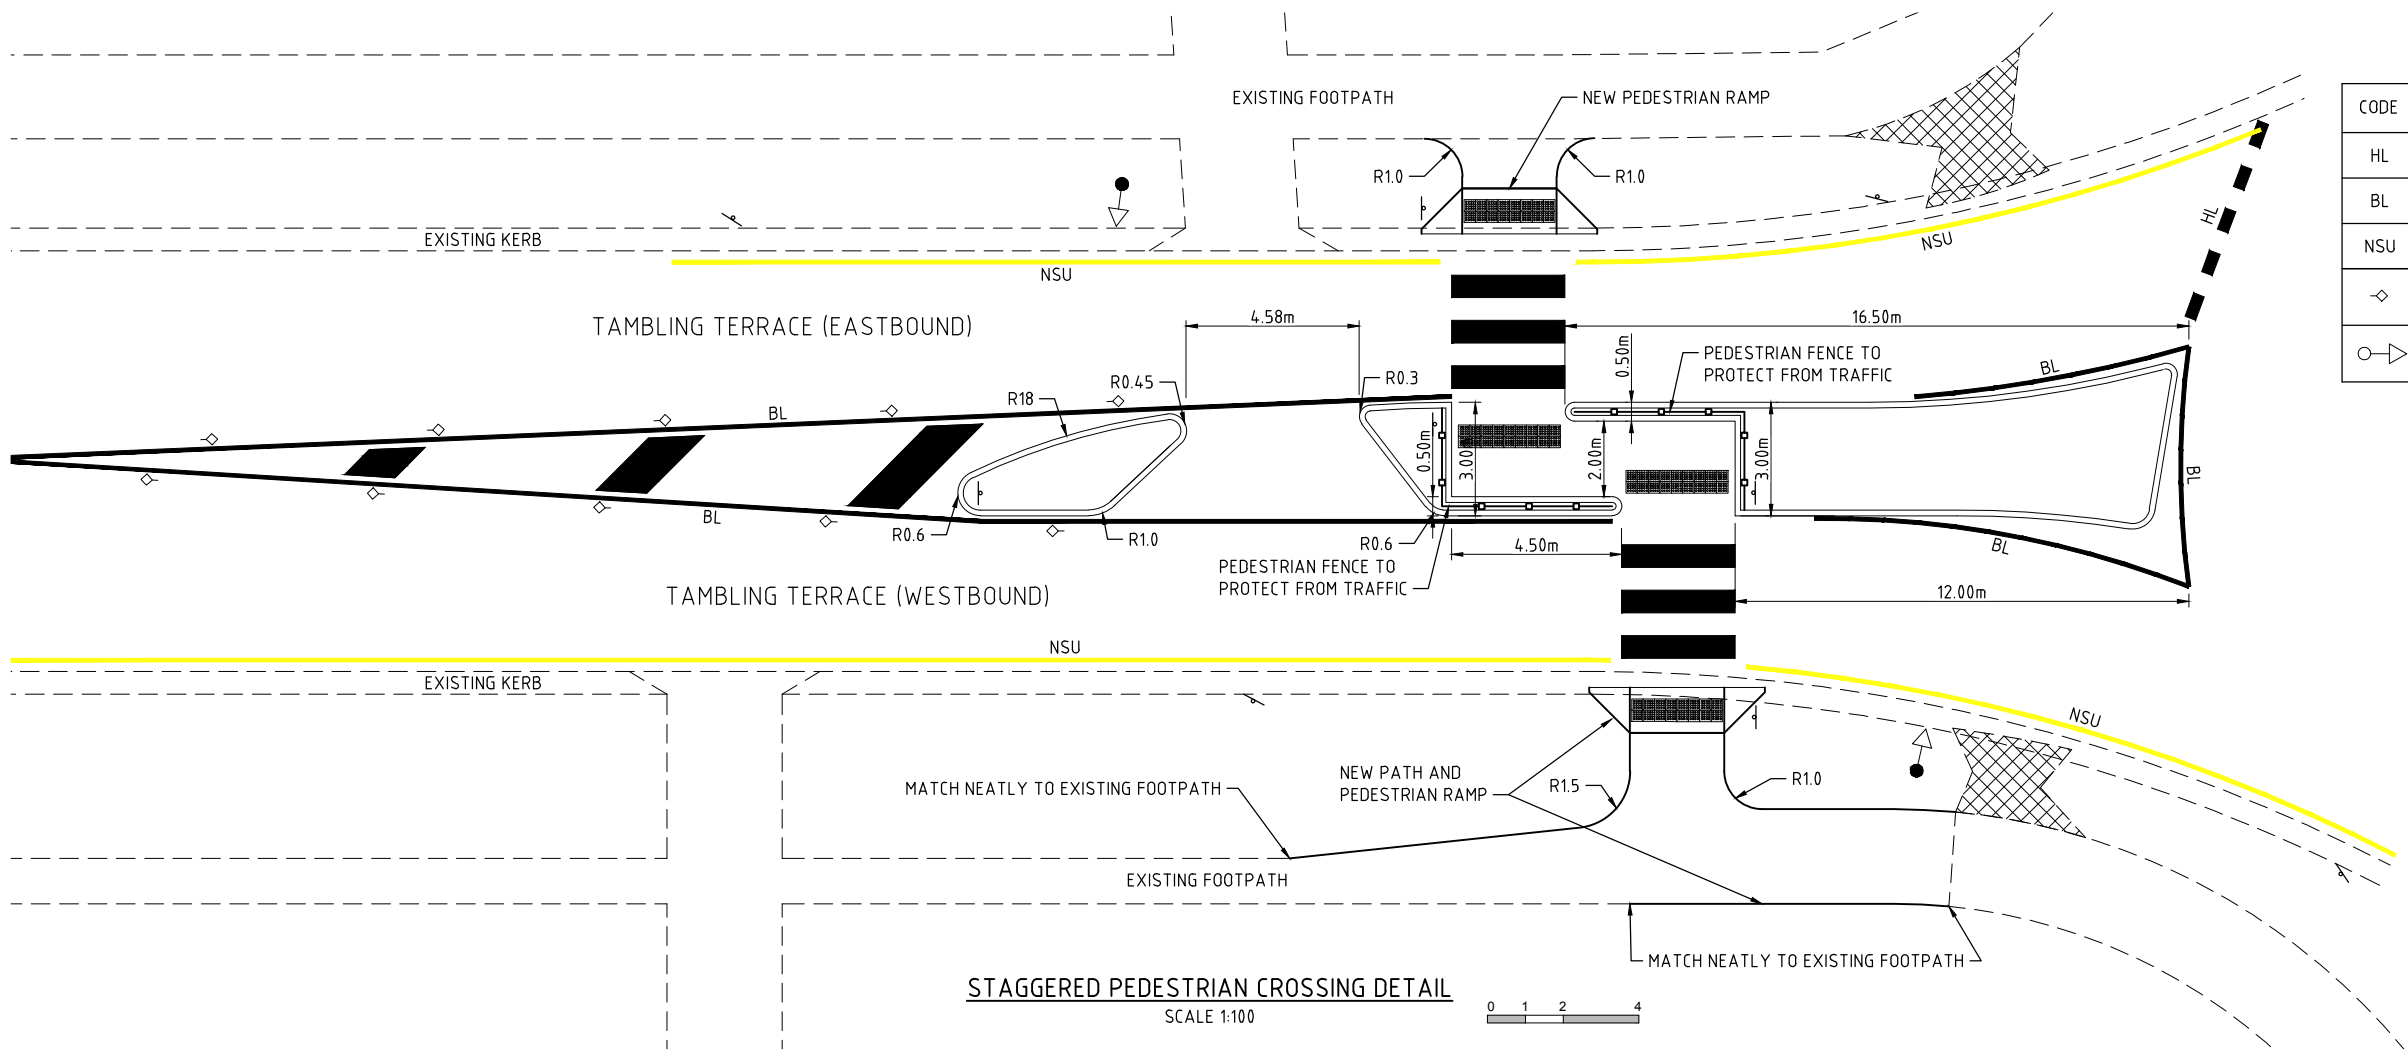 EXISTING FOOTPATH
NEW PEDESTRIAN RAMP
CODE
HL
BL
NSU
R1.0
R1.0
HL
EXISTING KERB
NSU
NSU
TAMBLING TERRACE (EASTBOUND)
4.58m
16.50m
0.50m
PEDESTRIAN FENCE TO
PROTECT FROM TRAFFIC
BL
R0.45
R0.3
R18
BL
0.50m
3.00m
2.00m
3.00m
BL
BL
R0.6
R1.0
R0.6
4.50m
BL
PEDESTRIAN FENCE TO
PROTECT FROM TRAFFIC
TAMBLING TERRACE (WESTBOUND)
12.00m
NSU
EXISTING KERB
NSU
MATCH NEATLY TO EXISTING FOOTPATH
NEW PATH AND
PEDESTRIAN RAMP
R1.5
R1.0
EXISTING FOOTPATH
MATCH NEATLY TO EXISTING FOOTPATH
STAGGERED PEDESTRIAN CROSSING DETAIL
SCALE 1:100
0 1 2 4